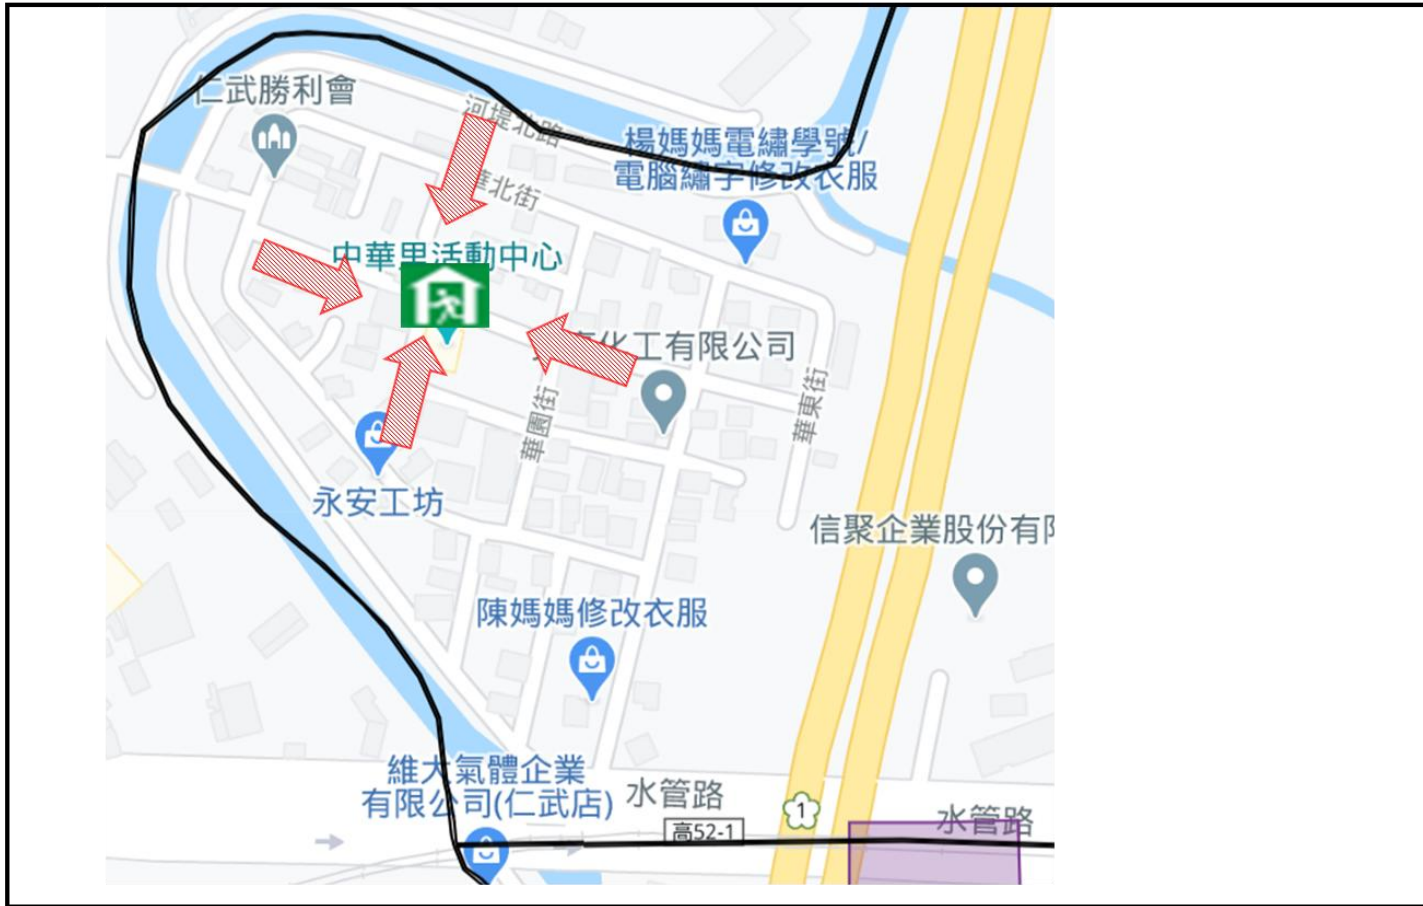 仁武勝利會
河堤北路
楊媽媽電繡學號/
電腦繡字修改衣服
華北街
中華里活動中心
化工有限公司
華東街
華園街
永安工坊
信聚企業股份有限
陳媽媽修改衣服
維大氣體企業
有限公司(仁武店)
水管路
1
水管路
高52-1